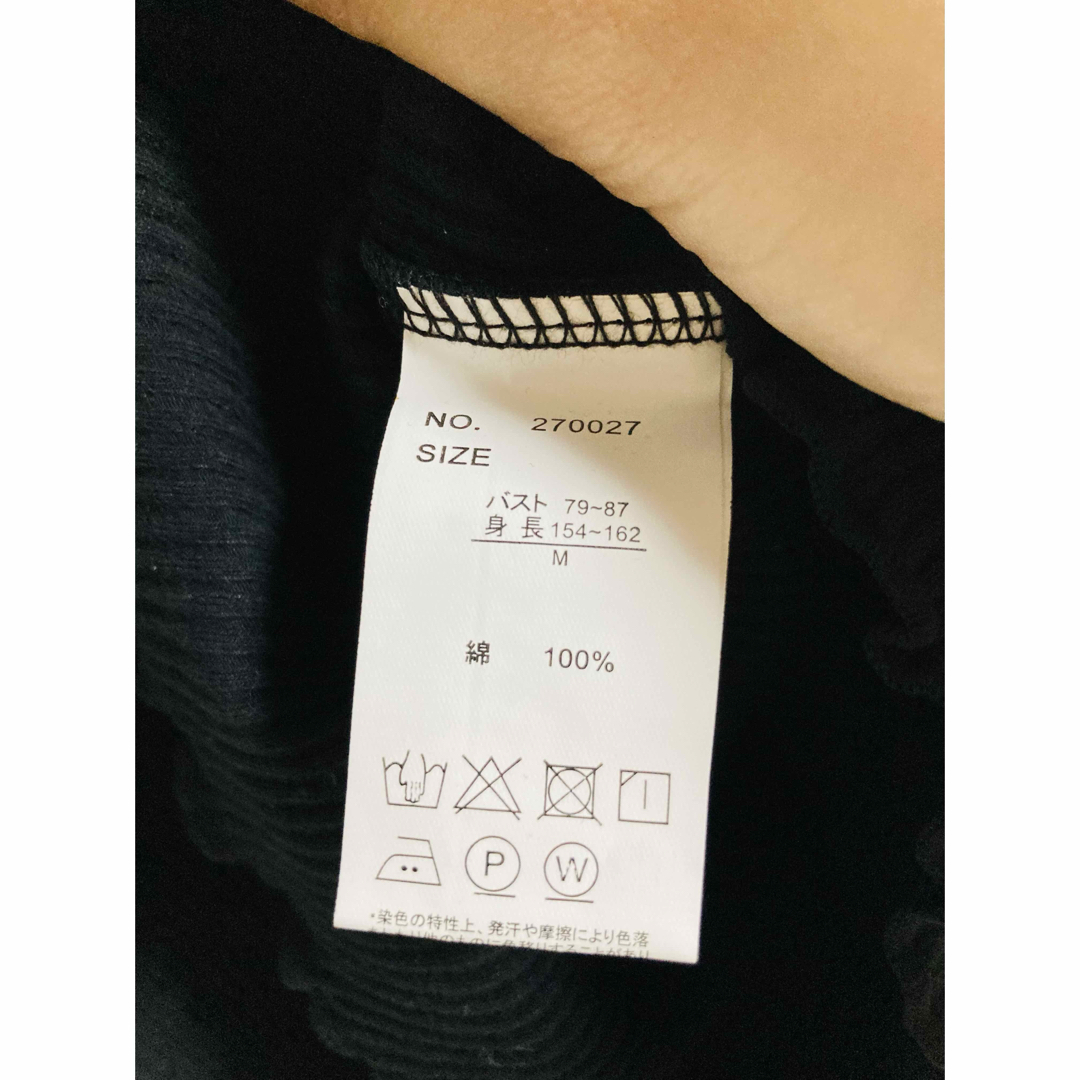 NO. 270027
SIZE
バスト 79~87
身長 154~162
M
綿 100%
P W
*染色の特性上、発汗や摩擦により色落